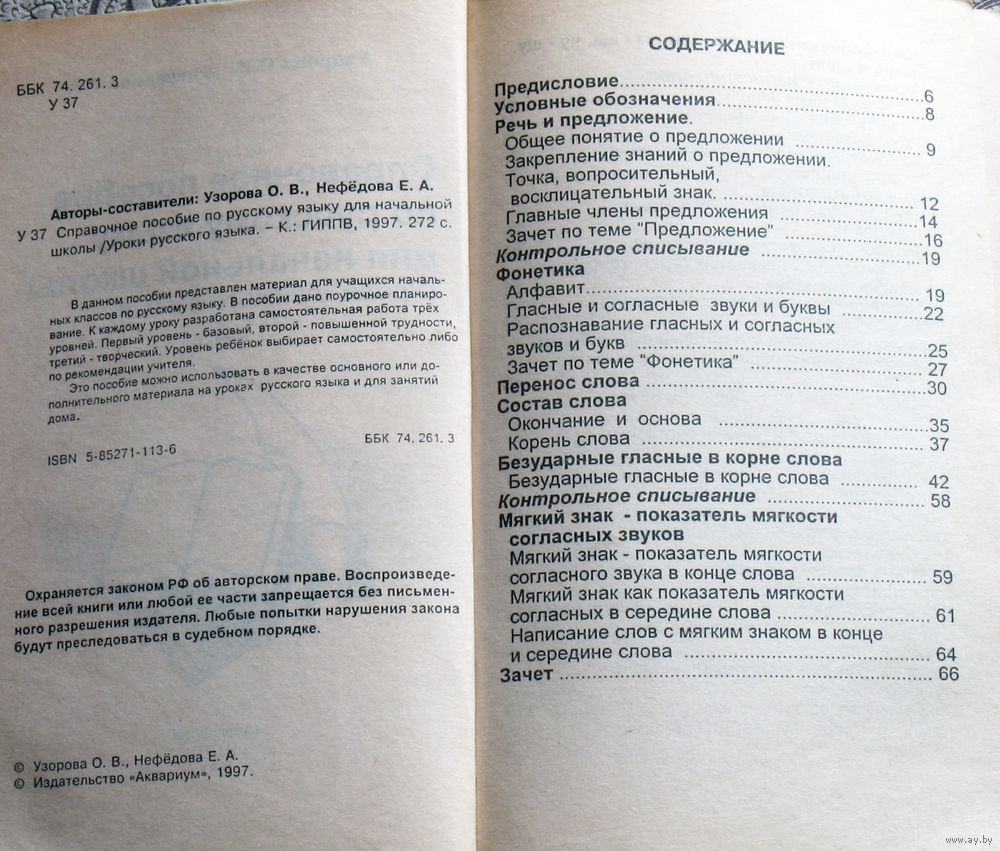 ББК 74. 261. 3
У 37
Авторы-составители: Узорова О. В., Нефёдова Е. А.
У 37 Справочное пособие по русскому языку для начальной
школы /Уроки русского языка. – К.: ГИППВ, 1997. 272 с.
В данном пособии представлен материал для учащихся началь-
ных классов по русскому языку. В пособии дано поурочное планиро-
вание. К каждому уроку разработана самостоятельная работа трёх
уровней. Первый уровень - базовый, второй - повышенной трудности,
третий - творческий. Уровень ребёнок выбирает самостоятельно либо
по рекомендации учителя.
Это пособие можно использовать в качестве основного или до-
полнительного материала на уроках русского языка и для занятий
дома.
ББК 74. 261. 3
ISBN 5-85271-113-6
Охраняется законом РФ об авторском праве. Воспроизведе-
ние всей книги или любой ее части запрещается без письмен-
ного разрешения издателя. Любые попытки нарушения закона
будут преследоваться в судебном порядке.
© Узорова О. В., Нефёдова Е. А.
© Издательство «Аквариум», 1997.
СОДЕРЖАНИЕ
Предисловие.....6
Условные обозначения.....8
Речь и предложение.
Общее понятие о предложении ..... 9
Закрепление знаний о предложении.
Точка, вопросительный,
восклицательный знак. ..... 12
Главные члены предложения ..... 14
Зачет по теме "Предложение" ..... 16
Контрольное списывание ..... 19
Фонетика
Алфавит..... 19
Гласные и согласные звуки и буквы .....22
Распознавание гласных и согласных
звуков и букв .....25
Зачет по теме "Фонетика" ..... 27
Перенос слова .....30
Состав слова
Окончание и основа .....35
Корень слова ..... 37
Безударные гласные в корне слова
Безударные гласные в корне слова ..... 42
Контрольное списывание ..... 58
Мягкий знак - показатель мягкости
согласных звуков
Мягкий знак - показатель мягкости
согласного звука в конце слова ..... 59
Мягкий знак как показатель мягкости
согласных в середине слова ..... 61
Написание слов с мягким знаком в конце
и середине слова ..... 64
Зачет ..... 66
www.ay.by